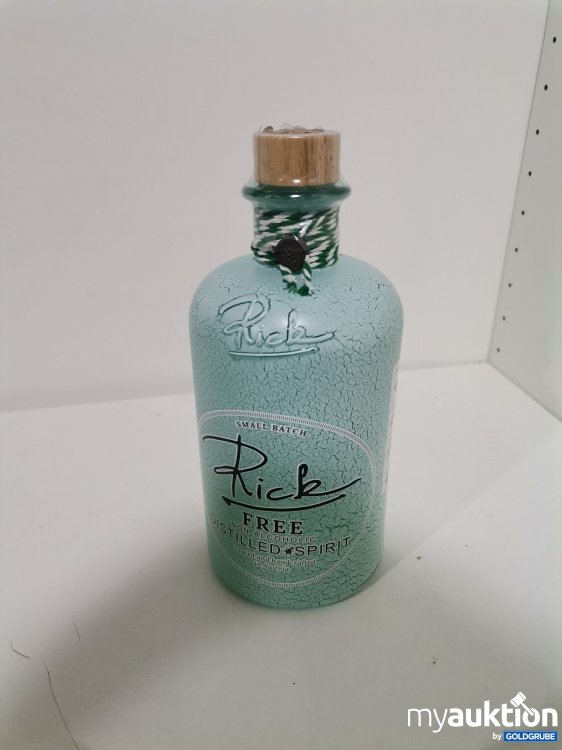 Rick
SMALL BATCH
Rick
FREE
NON ALCOHOLIC
DISTILLED SPIRIT
myauktion
by GOLDGRUBE